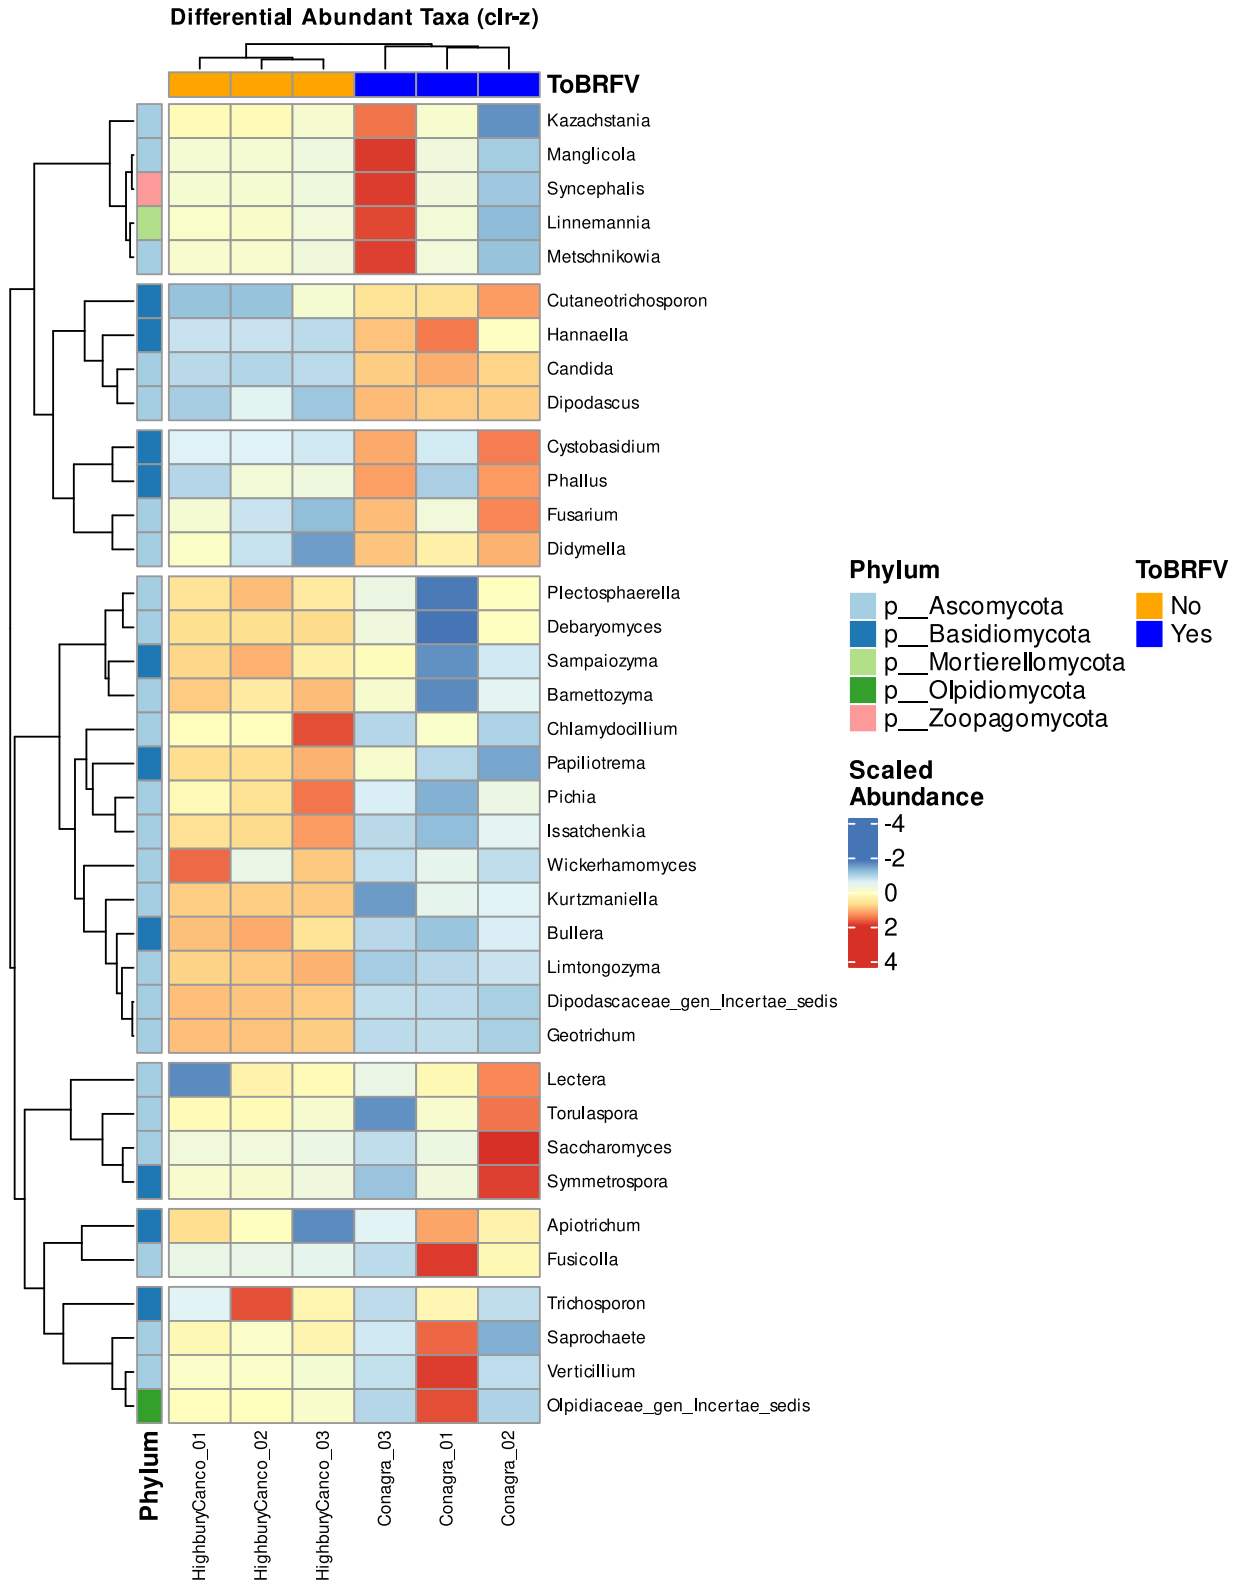 Differential Abundant Taxa (clr-z)
ToBRFV
Kazachstania
Manglicola
Syncephalis
Linnemannia
Metschnikowia
Cutaneotrichosporon
Hannaella
Candida
Dipodascus
Cystobasidium
Phallus
Fusarium
Didymella
Plectosphaerella
Debaryomyces
Sampaiozyma
Barnettozyma
Chlamydocillium
Papiliotrema
Pichia
Issatchenkia
Wickerhamomyces
Kurtzmaniella
Bullera
Limtongozyma
Dipodascaceae_gen_Incertae_sedis
Geotrichum
Lectera
Torulaspora
Saccharomyces
Symmetrospora
Apiotrichum
Fusicolla
Trichosporon
Saprochaete
Verticillium
Olpidiaceae_gen_Incertae_sedis
Phylum
HighburyCanco_01
HighburyCanco_02
HighburyCanco_03
Conagra_03
Conagra_01
Conagra_02
Phylum
p__Ascomycota
p__Basidiomycota
p__Mortierellomycota
p__Olpidiomycota
p__Zoopagomycota
ToBRFV
No
Yes
Scaled
Abundance
-4
-2
0
2
4